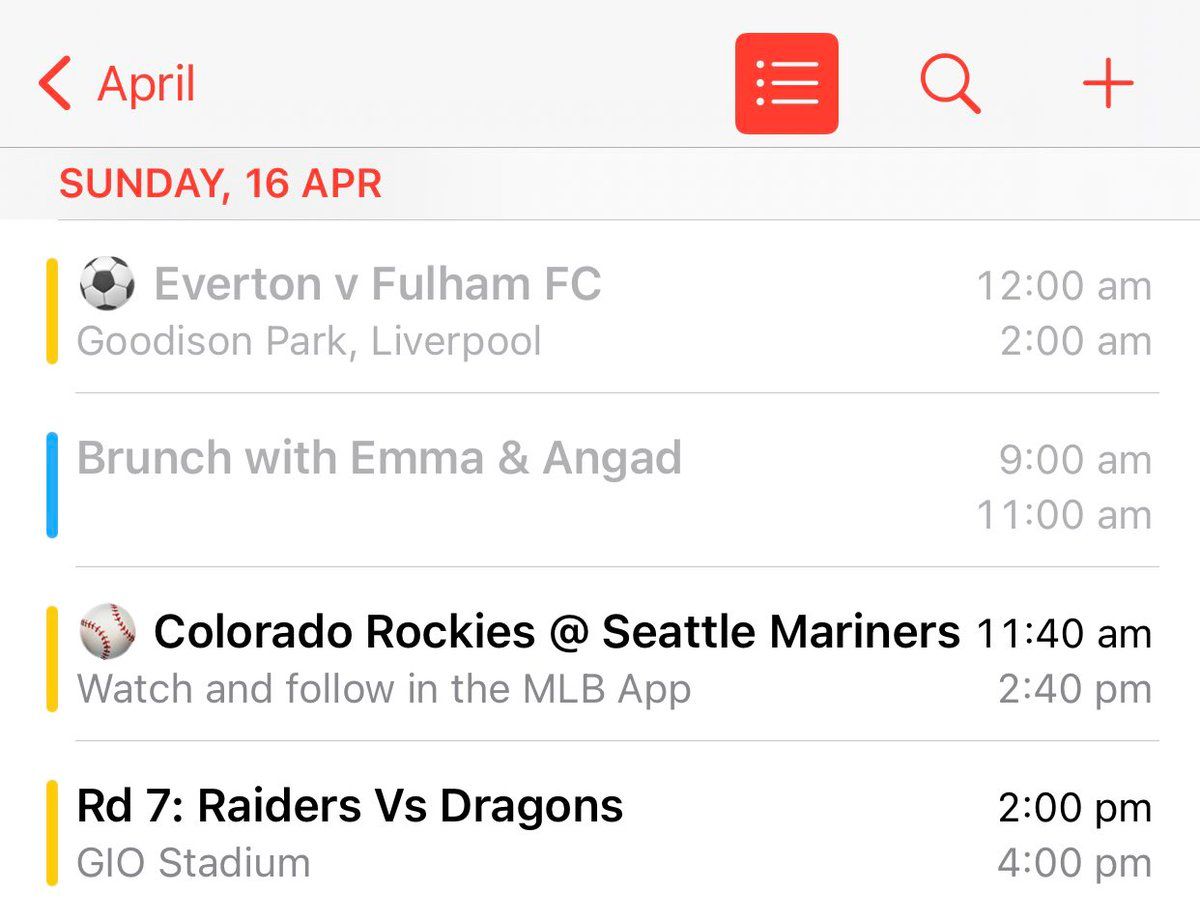 April
SUNDAY, 16 APR
Everton v Fulham FC 12:00 am
Goodison Park, Liverpool 2:00 am
Brunch with Emma & Angad 9:00 am
11:00 am
Colorado Rockies @ Seattle Mariners 11:40 am
Watch and follow in the MLB App 2:40 pm
Rd 7: Raiders Vs Dragons 2:00 pm
GIO Stadium 4:00 pm